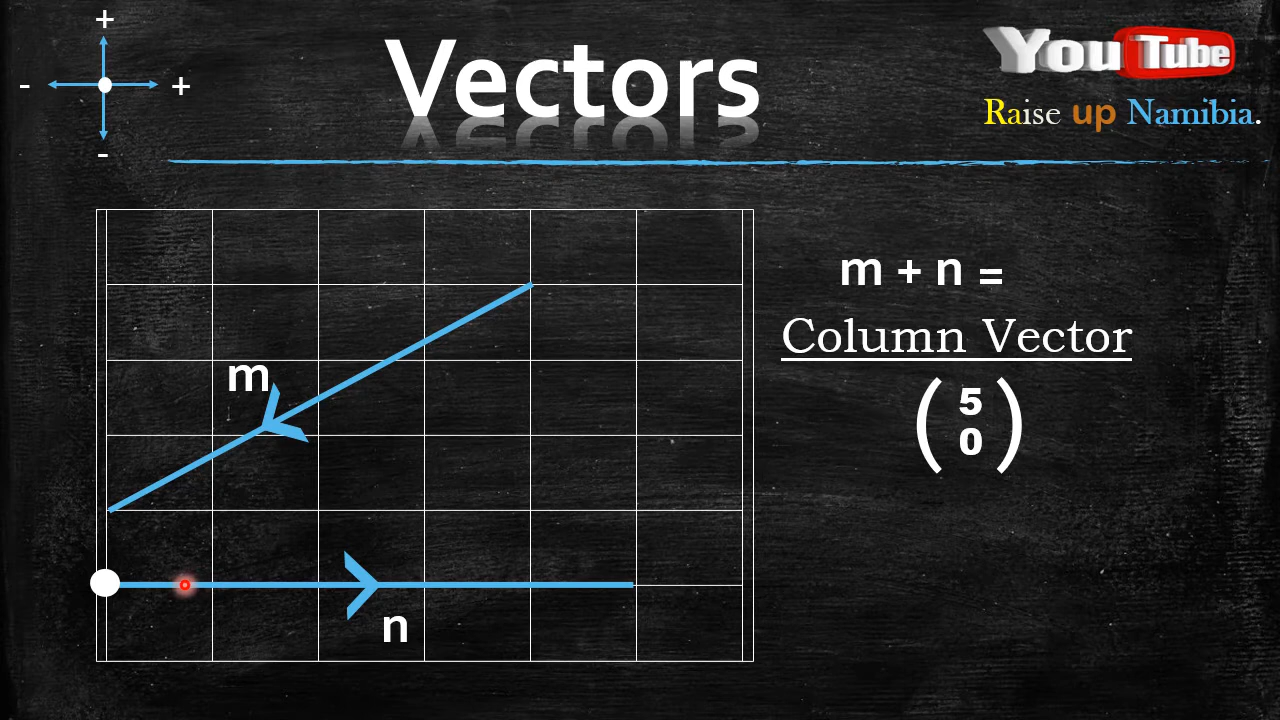 +
- +
-
Vectors
YouTube
Raise up Namibia.
m
n
m + n =
Column Vector
( 5
0 )